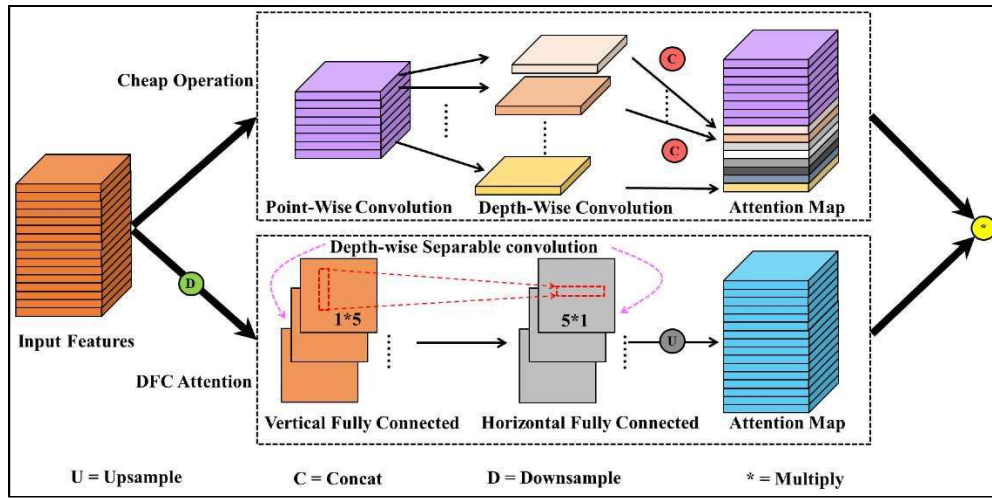 Cheap Operation
C
C
Point-Wise Convolution
Depth-Wise Convolution
Attention Map
*
Input Features
D
Depth-wise Separable convolution
1*5
5*1
U
DFC Attention
Vertical Fully Connected
Horizontal Fully Connected
Attention Map
U = Upsample
C = Concat
D = Downsample
* = Multiply